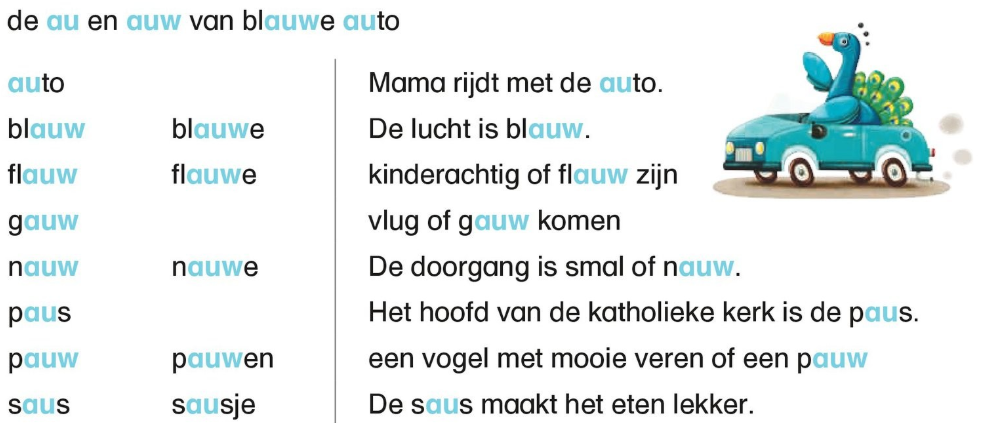 de au en auw van blauwe auto
auto Mama rijdt met de auto.
blauw blauwe De lucht is blauw.
flauw flauwe kinderachtig of flauw zijn
gauw vlug of gauw komen
nauw nauwe De doorgang is smal of nauw.
paus Het hoofd van de katholieke kerk is de paus.
pauw pauwen een vogel met mooie veren of een pauw
saus sausje De saus maakt het eten lekker.